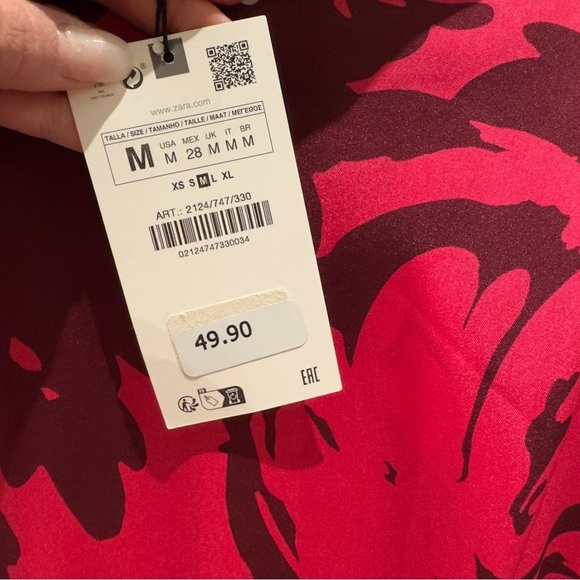 www.zara.com
TALLA / SIZE / TAMANHO / TAILLE / MAAT / ΜΕΓΕΘΟΣ
USA MEX UK IT BR
M M 28 M M M
XS S M L XL
ART.: 2124/747/330
02124747330034
49.90
FR
EAC